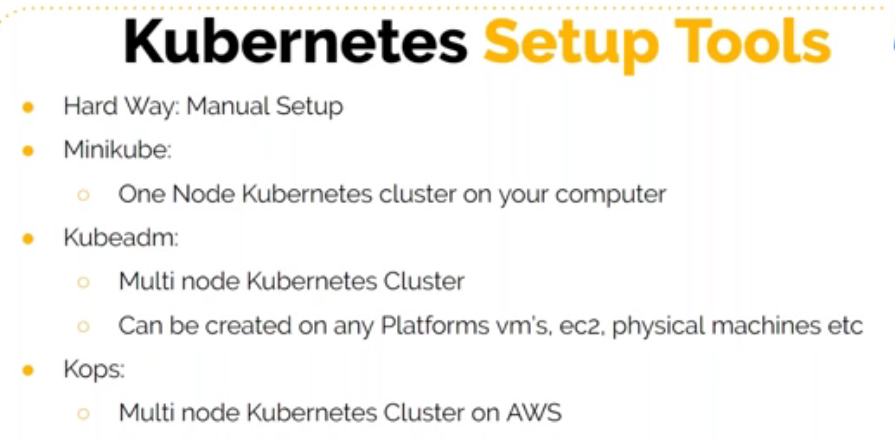 Kubernetes Setup Tools
Hard Way: Manual Setup
Minikube:
One Node Kubernetes cluster on your computer
Kubeadm:
Multi node Kubernetes Cluster
Can be created on any Platforms vm's, ec2, physical machines etc
Kops:
Multi node Kubernetes Cluster on AWS